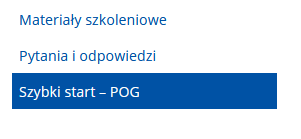 Materiały szkoleniowe
Pytania i odpowiedzi
Szybki start – POG